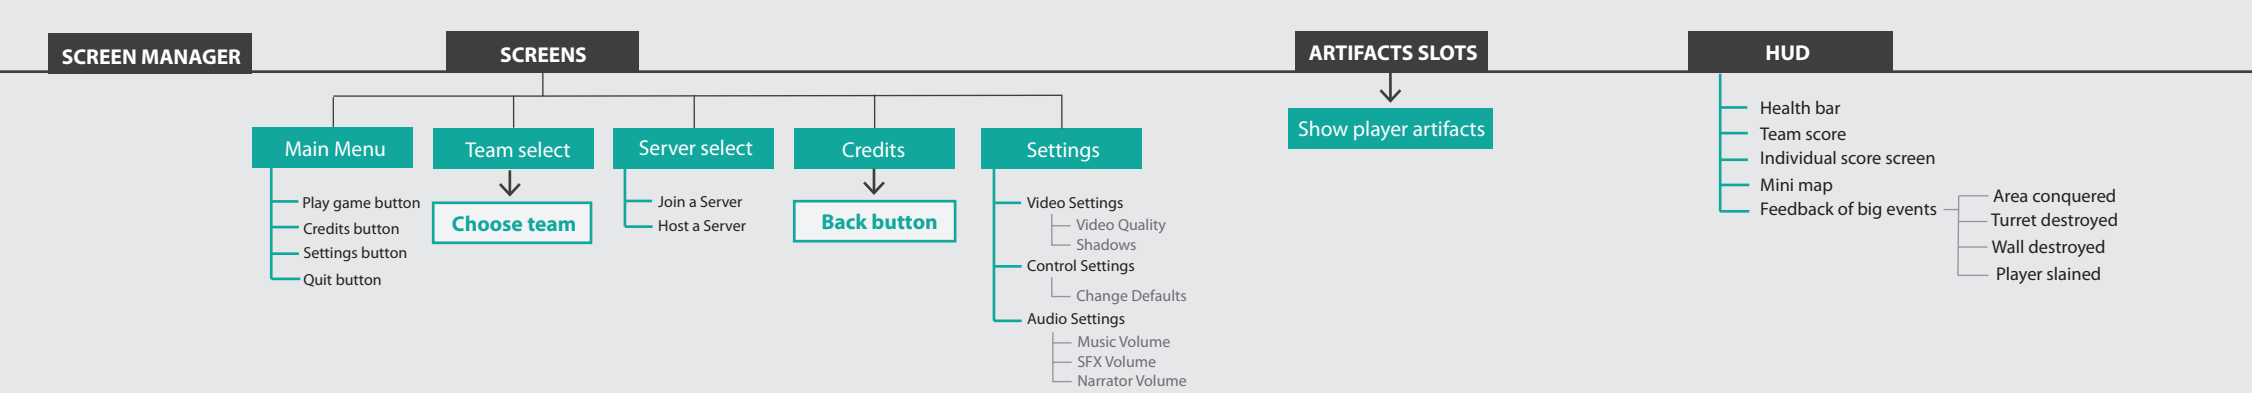 SCREEN MANAGER
SCREENS
ARTIFACTS SLOTS
HUD
Main Menu
Play game button
Credits button
Settings button
Quit button
Team select
Choose team
Server select
Join a Server
Host a Server
Credits
Back button
Settings
Video Settings
Video Quality
Shadows
Control Settings
Change Defaults
Audio Settings
Music Volume
SFX Volume
Narrator Volume
Show player artifacts
Health bar
Team score
Individual score screen
Mini map
Feedback of big events
Area conquered
Turret destroyed
Wall destroyed
Player slained